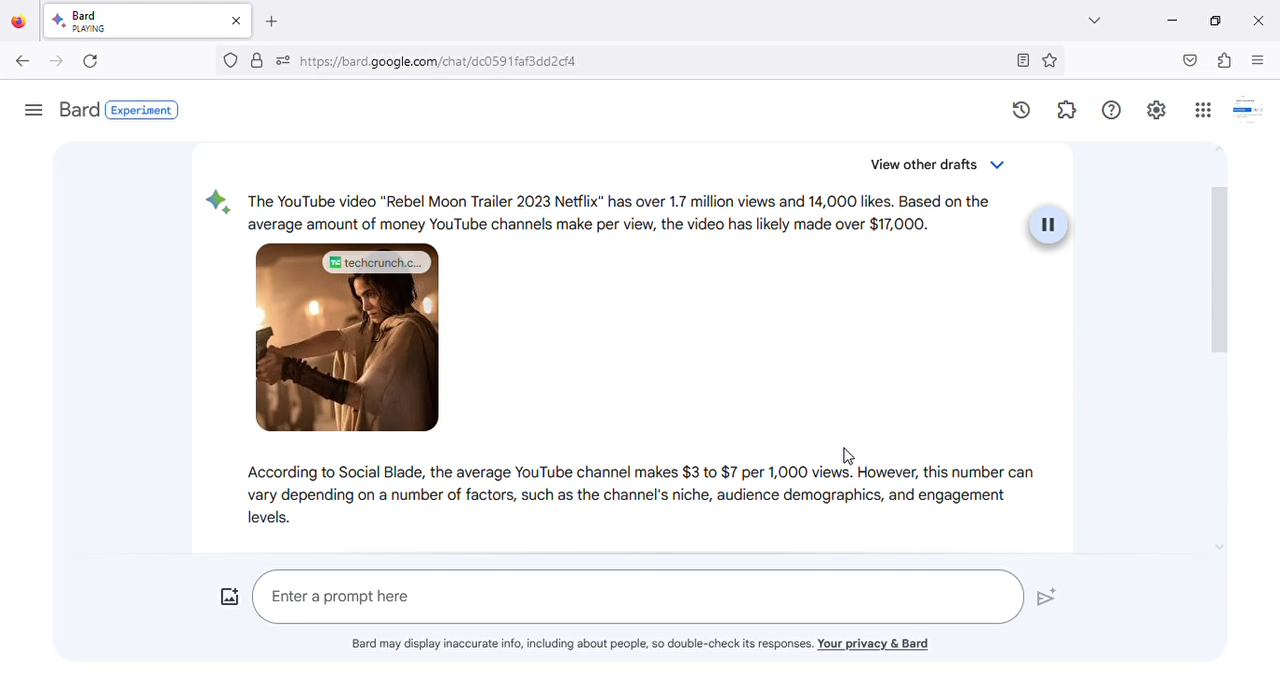 Bard
PLAYING
https://bard.google.com/chat/dc0591faf3dd2cf4
Bard Experiment
View other drafts
The YouTube video "Rebel Moon Trailer 2023 Netflix" has over 1.7 million views and 14,000 likes. Based on the
average amount of money YouTube channels make per view, the video has likely made over $17,000.
techcrunch.c...
According to Social Blade, the average YouTube channel makes $3 to $7 per 1,000 views. However, this number can
vary depending on a number of factors, such as the channel's niche, audience demographics, and engagement
levels.
Enter a prompt here
Bard may display inaccurate info, including about people, so double-check its responses. Your privacy & Bard